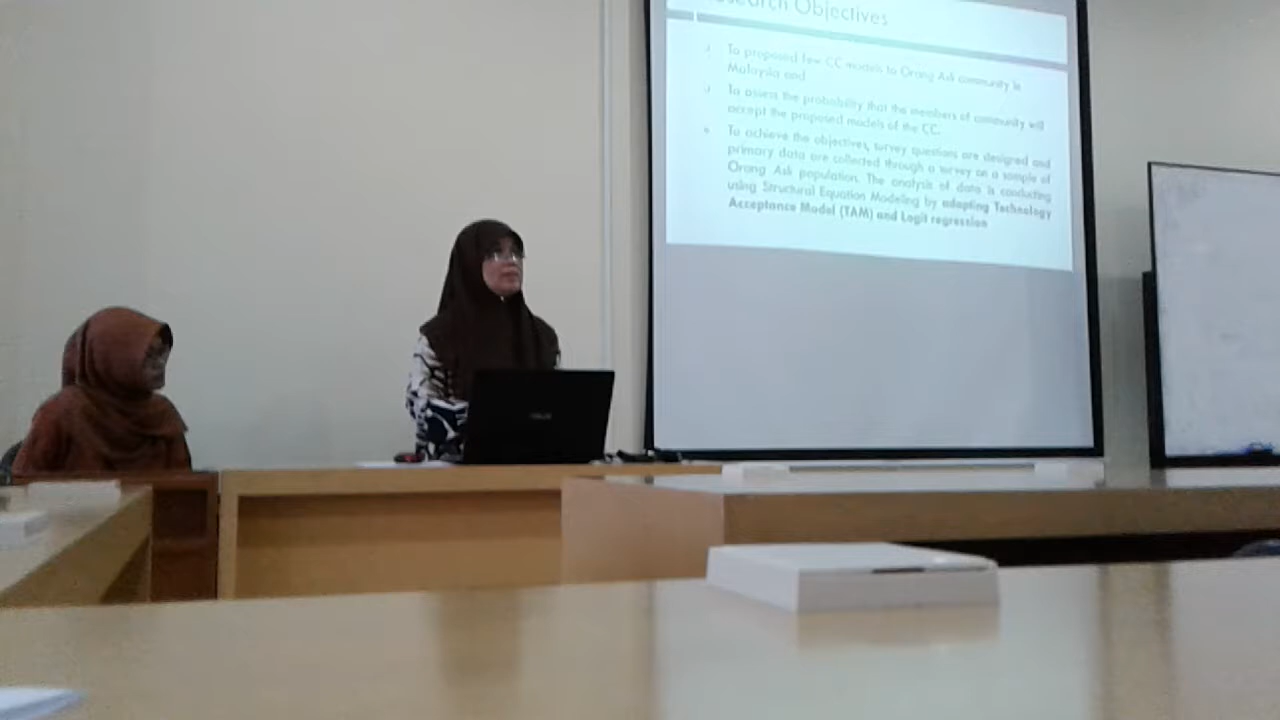 search Objectives
To proposed few CC models to Orang Asli community in
Malaysia and
To assess the probability that the members of community will
accept the proposed models of the CC.
To achieve the objectives, survey questions are designed and
primary data are collected through a survey on a sample of
Orang Asli population. The analysis of data is conducting
using Structural Equation Modeling by adapting Technology
Acceptance Model (TAM) and Logit regression
ASUS